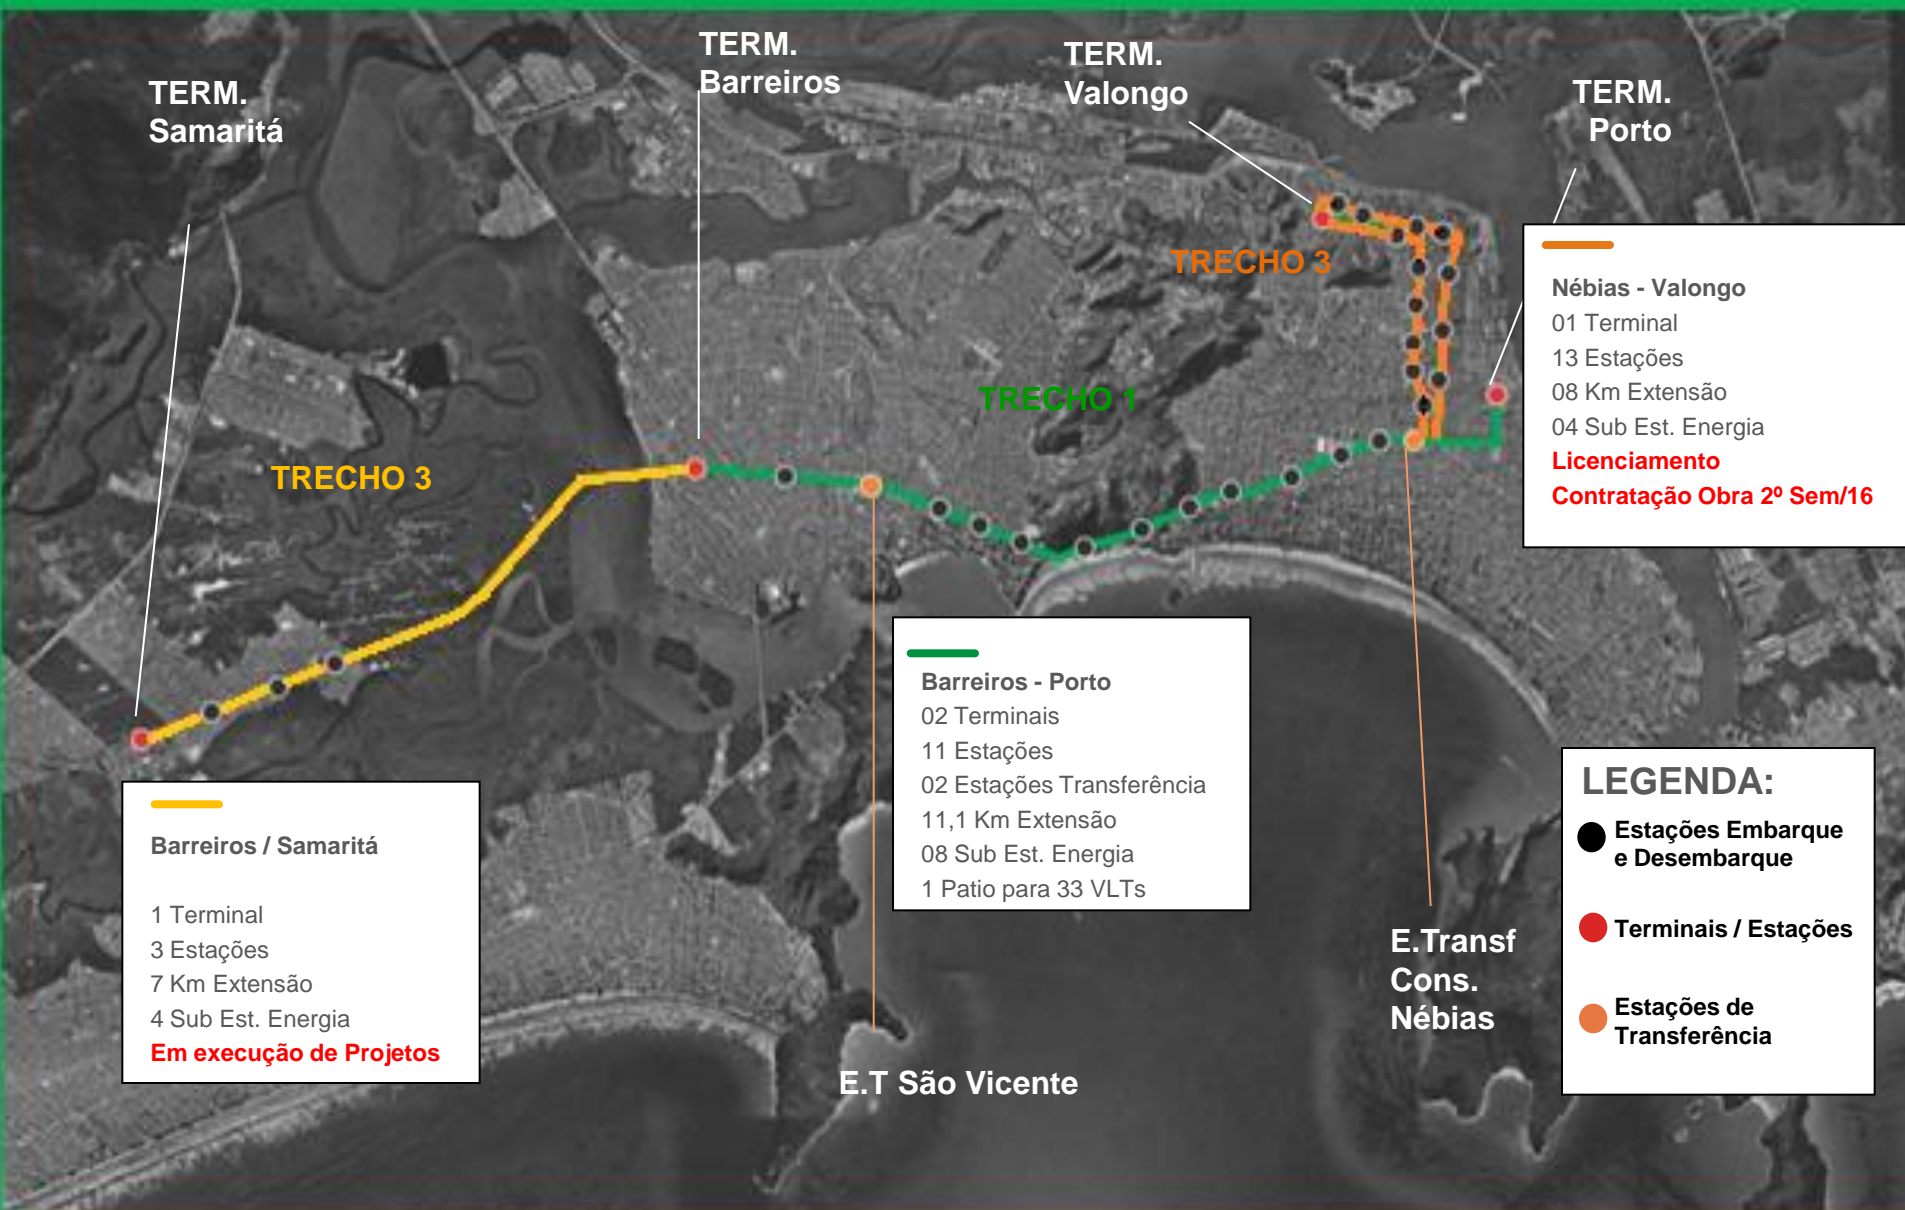 TERM.
Samaritá
TERM.
Barreiros
TERM.
Valongo
TERM.
Porto
TRECHO 3
TRECHO 1
TRECHO 3
Nébias - Valongo
01 Terminal
13 Estações
08 Km Extensão
04 Sub Est. Energia
Licenciamento
Contratação Obra 2º Sem/16
Barreiros - Porto
02 Terminais
11 Estações
02 Estações Transferência
11,1 Km Extensão
08 Sub Est. Energia
1 Patio para 33 VLTs
Barreiros / Samaritá
1 Terminal
3 Estações
7 Km Extensão
4 Sub Est. Energia
Em execução de Projetos
E.T São Vicente
E.Transf
Cons.
Nébias
LEGENDA:
Estações Embarque
e Desembarque
Terminais / Estações
Estações de
Transferência